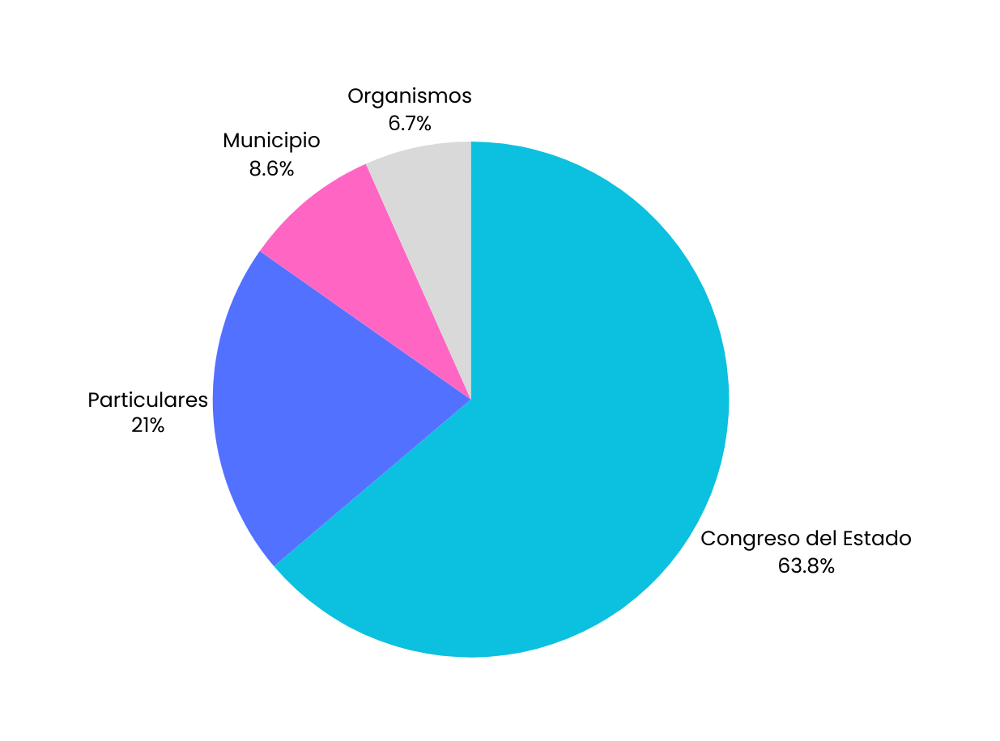 Organismos
6.7%
Municipio
8.6%
Particulares
21%
Congreso del Estado
63.8%